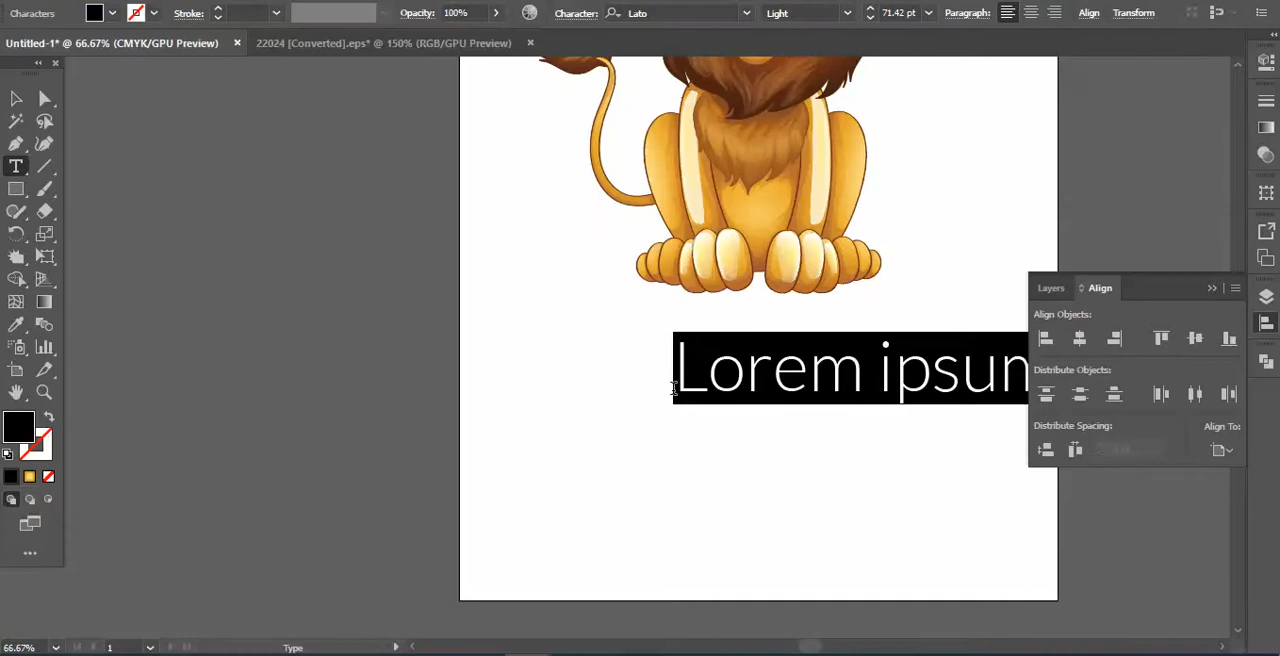 Characters Stroke: Opacity: 100% Character: Lato Light 71.42 pt Paragraph: Align Transform
Untitled-1* @ 66.67% (CMYK/GPU Preview) × 22024 [Converted].eps* @ 150% (RGB/GPU Preview) ×
Layers Align
Align Objects:
Lorem ipsum
Distribute Objects:
Distribute Spacing: Align To:
66.67% 1 Type